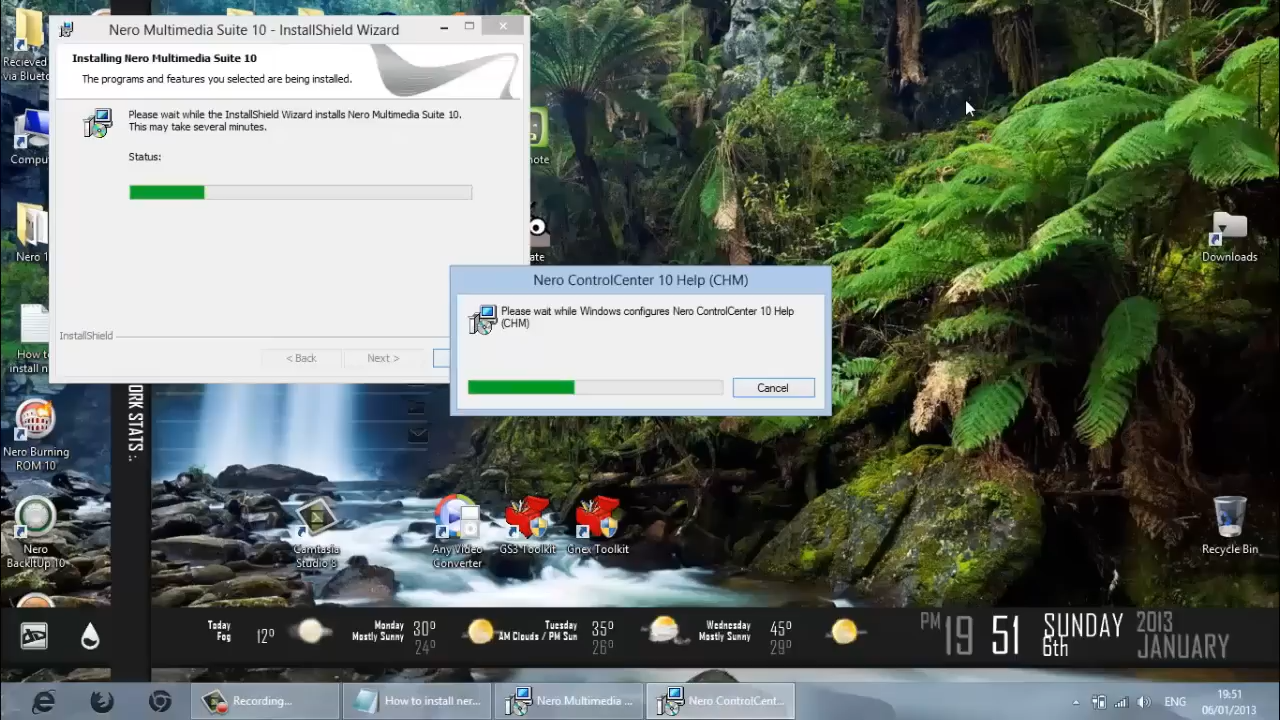 Nero Multimedia Suite 10 - InstallShield Wizard
Installing Nero Multimedia Suite 10
The programs and features you selected are being installed.
Please wait while the InstallShield Wizard installs Nero Multimedia Suite 10.
This may take several minutes.
Status:
InstallShield
< Back
Next >
Nero ControlCenter 10 Help (CHM)
Please wait while Windows configures Nero ControlCenter 10 Help
(CHM)
Cancel
Recieved
via Blueto
Compu
Nero 1
How to
install n
Nero Burning
ROM 10
Nero
BackItUp 10
note
ate
ORK STATS :.
Camtasia
Studio 8
Any Video
Converter
GS3 Toolkit
Gnex Toolkit
Downloads
Recycle Bin
Today
Fog
12°
Monday
Mostly Sunny
30°
24°
Tuesday
AM Clouds / PM Sun
35°
26°
Wednesday
Mostly Sunny
45°
29°
PM
19
51
SUNDAY
6th
2013
JANUARY
Recording...
How to install ner...
Nero Multimedia ...
Nero ControlCent...
ENG
19:51
06/01/2013